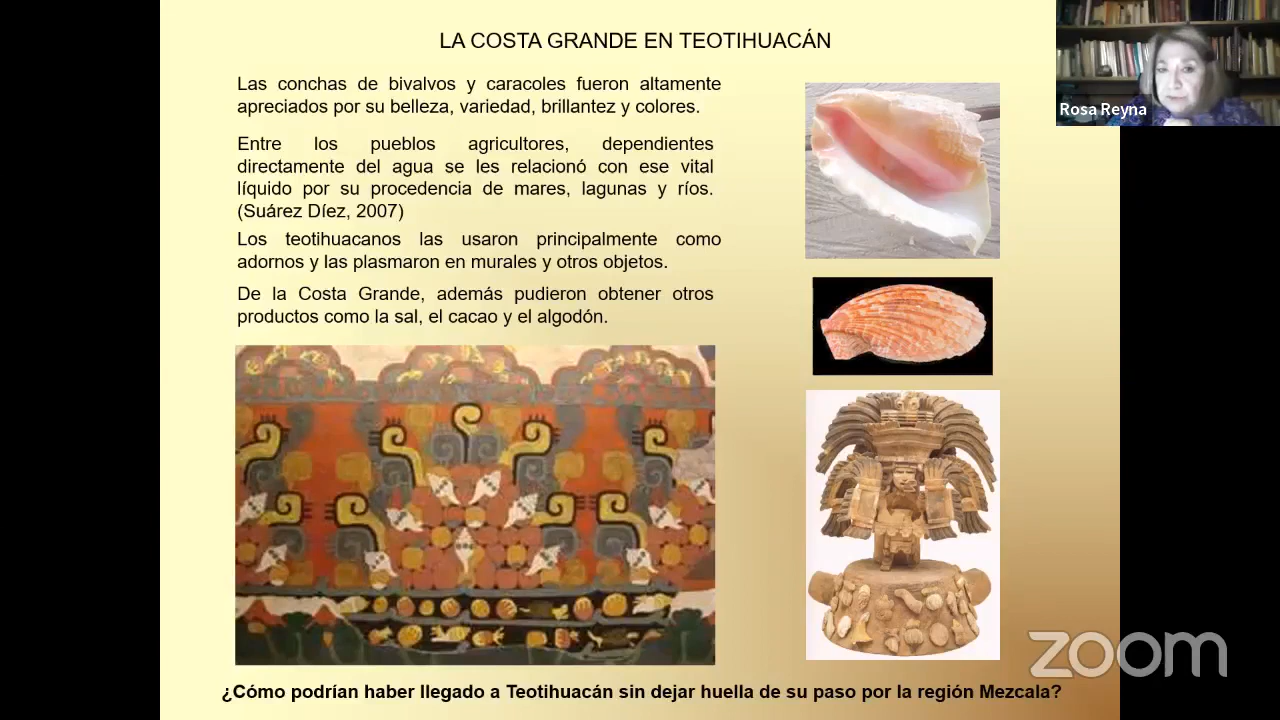 LA COSTA GRANDE EN TEOTIHUACÁN
Las conchas de bivalvos y caracoles fueron altamente
apreciados por su belleza, variedad, brillantez y colores.
Entre los pueblos agricultores, dependientes
directamente del agua se les relacionó con ese vital
líquido por su procedencia de mares, lagunas y ríos.
(Suárez Díez, 2007)
Los teotihuacanos las usaron principalmente como
adornos y las plasmaron en murales y otros objetos.
De la Costa Grande, además pudieron obtener otros
productos como la sal, el cacao y el algodón.
¿Cómo podrían haber llegado a Teotihuacán sin dejar huella de su paso por la región Mezcala?
Rosa Reyna
zoom